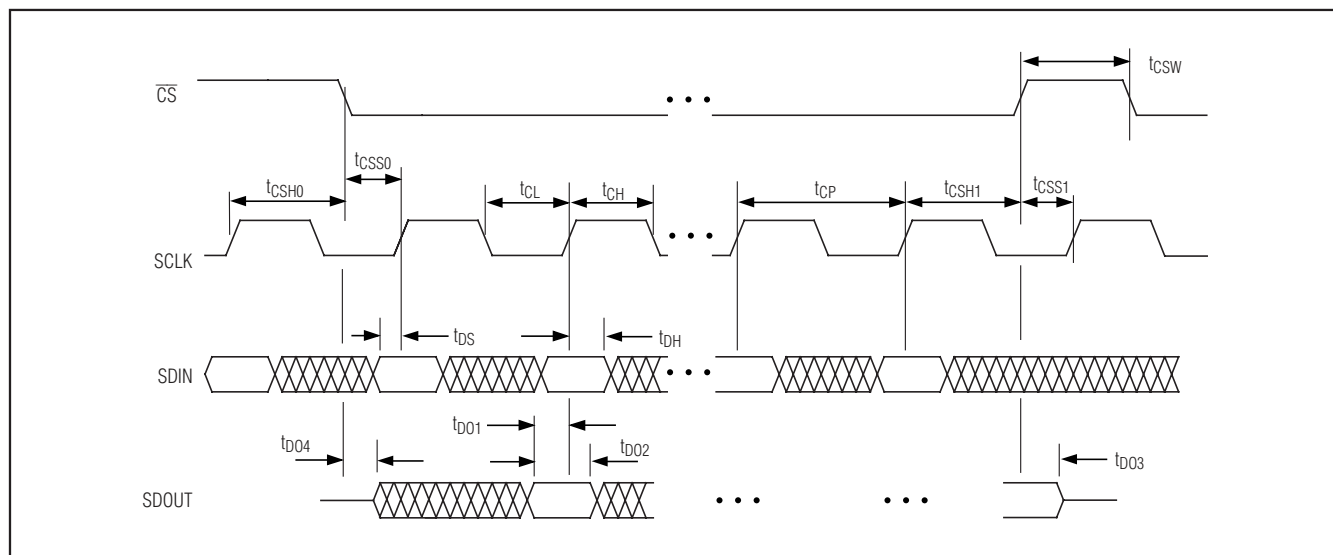 CS
tCSW
tCSS0
tCSH0
tCL
tCH
tCP
tCSH1
tCSS1
SCLK
tDS
tDH
SDIN
tDO1
tDO4
tDO2
tDO3
SDOUT